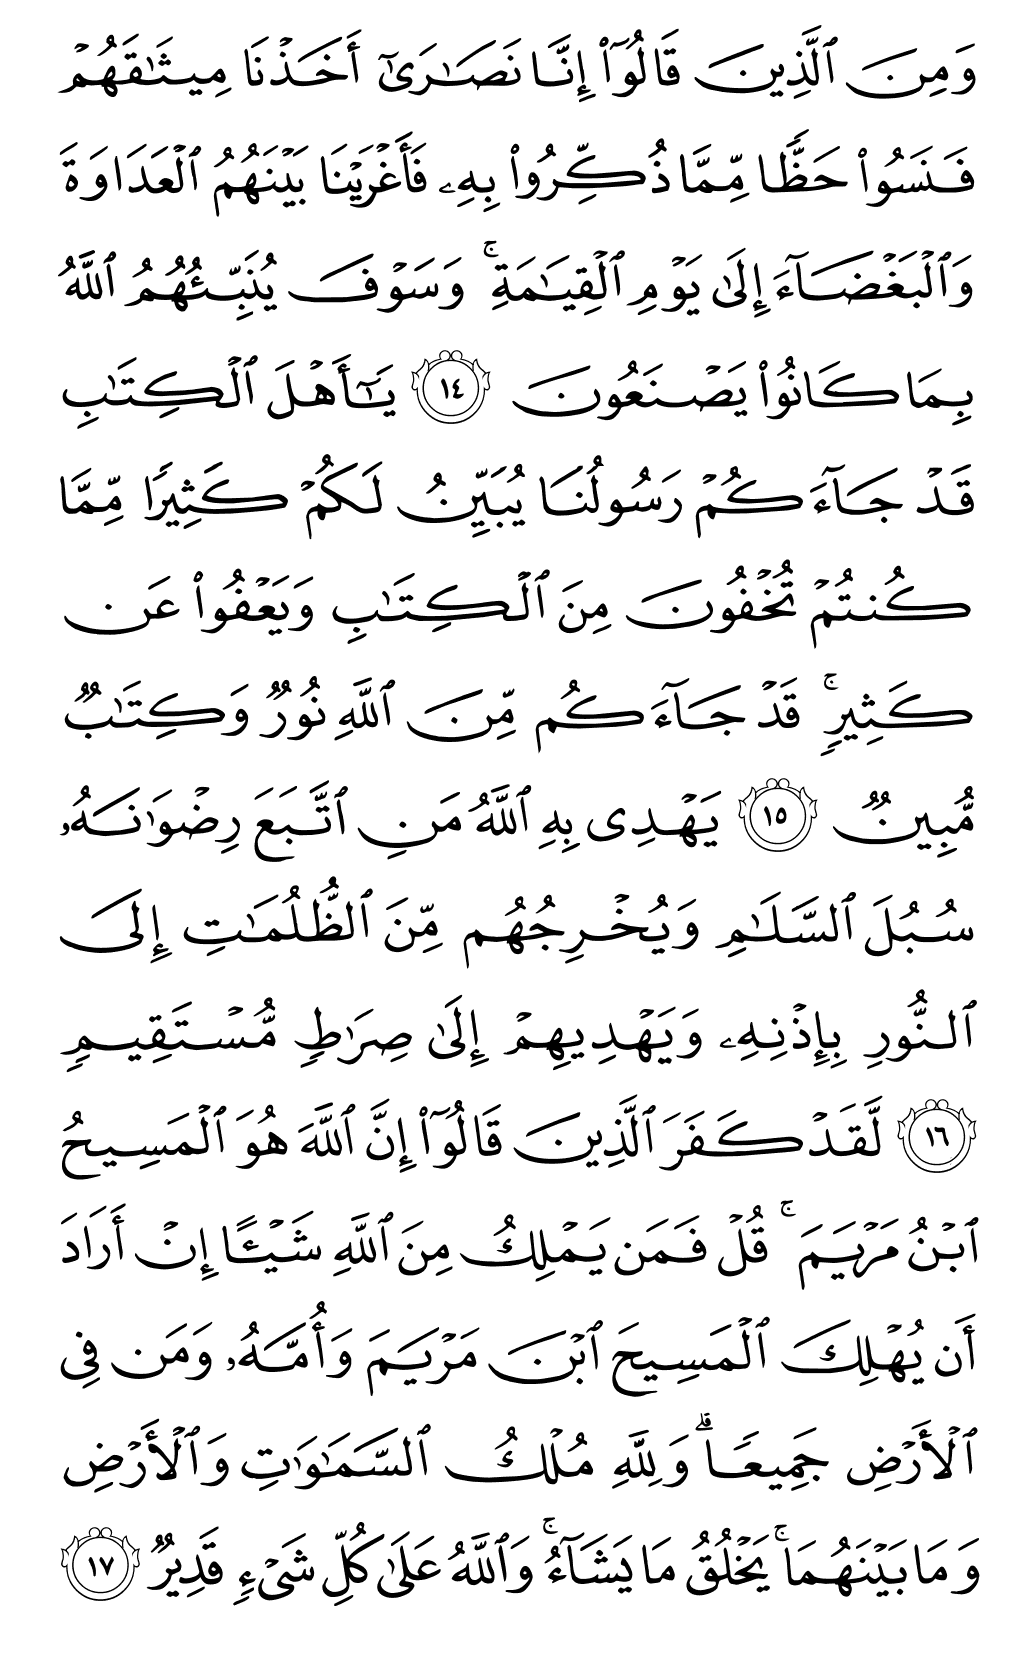 وَمِنَ ٱلَّذِينَ قَالُوٓا۟ إِنَّا نَصَـٰرَىٰٓ أَخَذْنَا مِيثَـٰقَهُمْ
فَنَسُوا۟ حَظًّا مِّمَّا ذُكِّرُوا۟ بِهِۦ فَأَغْرَيْنَا بَيْنَهُمُ ٱلْعَدَاوَةَ
وَٱلْبَغْضَآءَ إِلَىٰ يَوْمِ ٱلْقِيَـٰمَةِ ۚ وَسَوْفَ يُنَبِّئُهُمُ ٱللَّهُ
بِمَا كَانُوا۟ يَصْنَعُونَ ١٤ يَـٰٓأَهْلَ ٱلْكِتَـٰبِ
قَدْ جَآءَكُمْ رَسُولُنَا يُبَيِّنُ لَكُمْ كَثِيرًا مِّمَّا
كُنتُمْ تُخْفُونَ مِنَ ٱلْكِتَـٰبِ وَيَعْفُوا۟ عَن
كَثِيرٍ ۚ قَدْ جَآءَكُم مِّنَ ٱللَّهِ نُورٌ وَكِتَـٰبٌ
مُّبِينٌ ١٥ يَهْدِى بِهِ ٱللَّهُ مَنِ ٱتَّبَعَ رِضْوَٰنَهُۥ
سُبُلَ ٱلسَّلَـٰمِ وَيُخْرِجُهُم مِّنَ ٱلظُّلُمَـٰتِ إِلَى
ٱلنُّورِ بِإِذْنِهِۦ وَيَهْدِيهِمْ إِلَىٰ صِرَٰطٍ مُّسْتَقِيمٍ
١٦ لَّقَدْ كَفَرَ ٱلَّذِينَ قَالُوٓا۟ إِنَّ ٱللَّهَ هُوَ ٱلْمَسِيحُ
ٱبْنُ مَرْيَمَ ۚ قُلْ فَمَن يَمْلِكُ مِنَ ٱللَّهِ شَيْـًٔا إِنْ أَرَادَ
أَن يُهْلِكَ ٱلْمَسِيحَ ٱبْنَ مَرْيَمَ وَأُمَّهُۥ وَمَن فِى
ٱلْأَرْضِ جَمِيعًا ۗ وَلِلَّهِ مُلْكُ ٱلسَّمَـٰوَٰتِ وَٱلْأَرْضِ
وَمَا بَيْنَهُمَا ۚ يَخْلُقُ مَا يَشَآءُ ۚ وَٱللَّهُ عَلَىٰ كُلِّ شَىْءٍ قَدِيرٌ ١٧